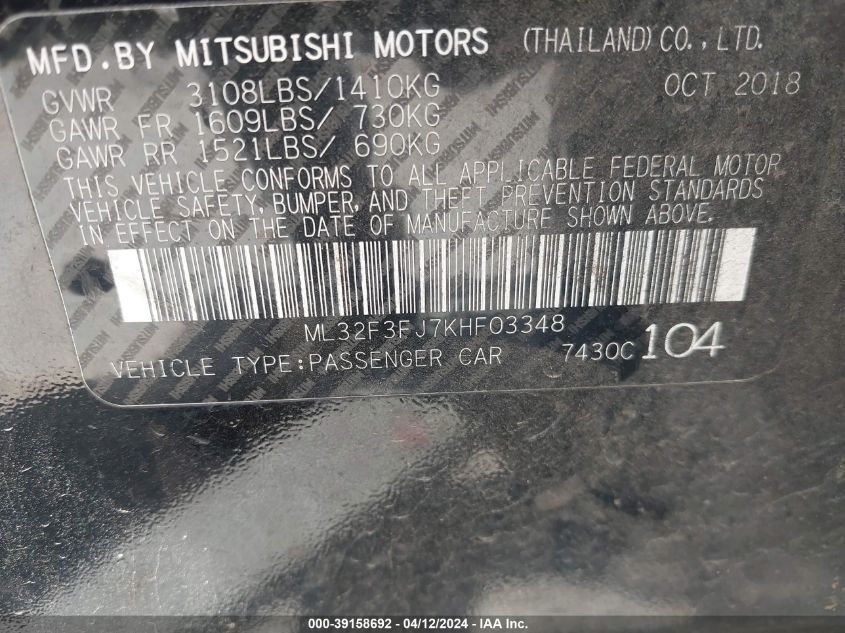 MFD.BY MITSUBISHI MOTORS (THAILAND) CO.,LTD.
GVWR 3108LBS/1410KG OCT 2018
GAWR FR 1609LBS/ 730KG
GAWR RR 1521LBS/ 690KG
THIS VEHICLE CONFORMS TO ALL APPLICABLE FEDERAL MOTOR
VEHICLE SAFETY, BUMPER, AND THEFT PREVENTION STANDARDS
IN EFFECT ON THE DATE OF MANUFACTURE SHOWN ABOVE.
ML32F3FJ7KHF03348
VEHICLE TYPE:PASSENGER CAR 7430C 104
000-39158692 - 04/12/2024 - IAA Inc.